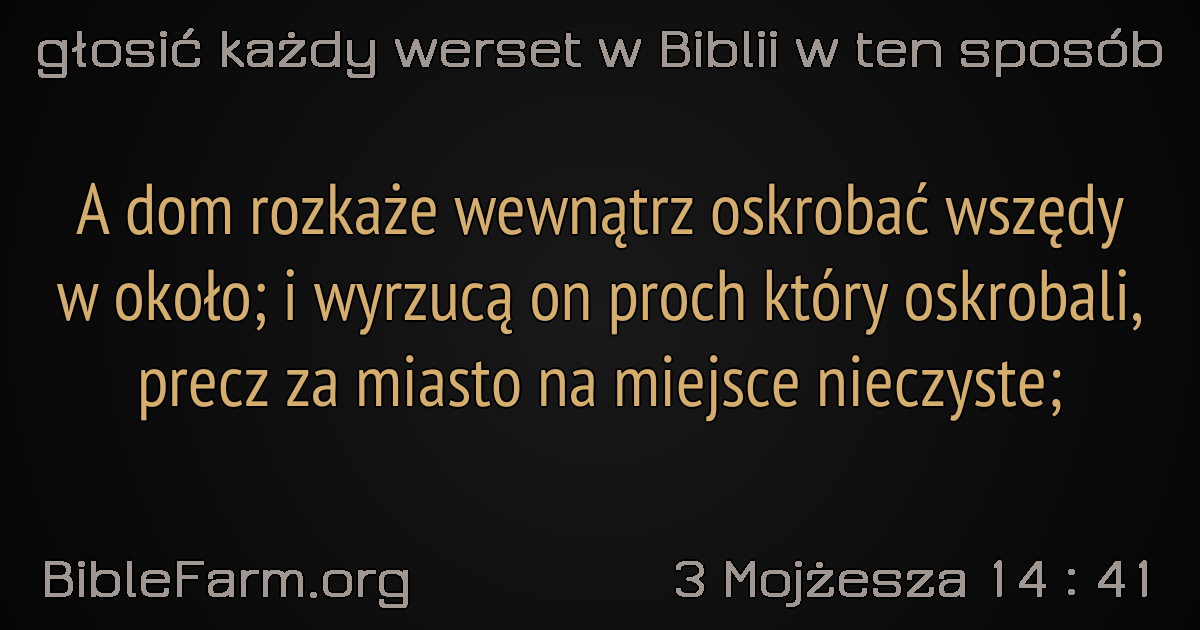 głosić każdy werset w Biblii w ten sposób
A dom rozkaże wewnątrz oskrobać wszędy
w około; i wyrzucą on proch który oskrobali,
precz za miasto na miejsce nieczyste;
BibleFarm.org
3 Mojżesza 14 : 41